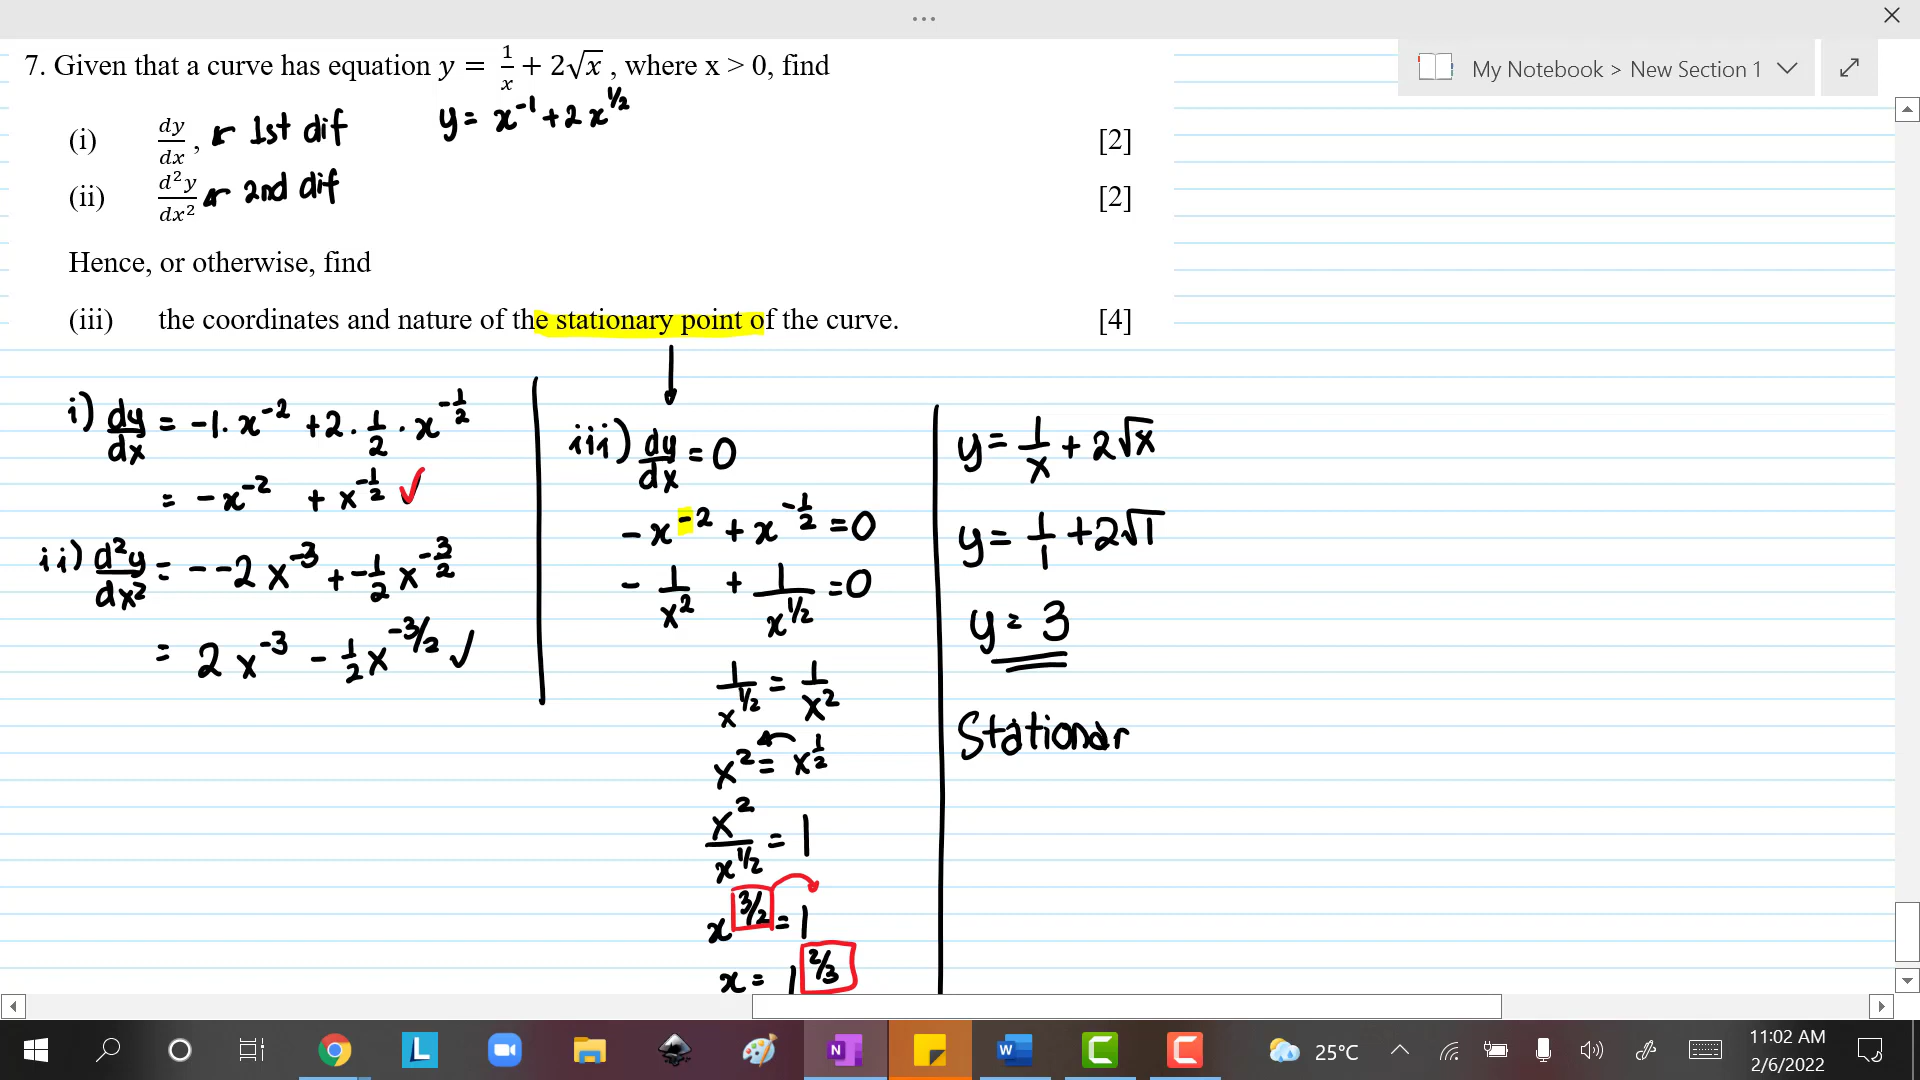 My Notebook > New Section 1
7. Given that a curve has equation y = 1/x + 2√x , where x > 0, find
y = x⁻¹ + 2x^½
(i) dy/dx , ← 1st dif [2]
(ii) d²y/dx² ← 2nd dif [2]
Hence, or otherwise, find
(iii) the coordinates and nature of the stationary point of the curve. [4]
i) dy/dx = -1 · x⁻² + 2 · 1/2 · x^-1/2
= -x⁻² + x^-1/2 ✓
ii) d²y/dx² = --2x⁻³ + -1/2 x^-3/2
= 2x⁻³ - 1/2 x^-3/2 ✓
iii) dy/dx = 0
-x⁻² + x^-1/2 = 0
- 1/x² + 1/x^½ = 0
1/x^½ = 1/x²
x² = x^½
x²/x^½ = 1
x^3/2 = 1
x = 1^2/3
y = 1/x + 2√x
y = 1/1 + 2√1
y = 3
Stationar
L
N
W
25°C
11:02 AM
2/6/2022